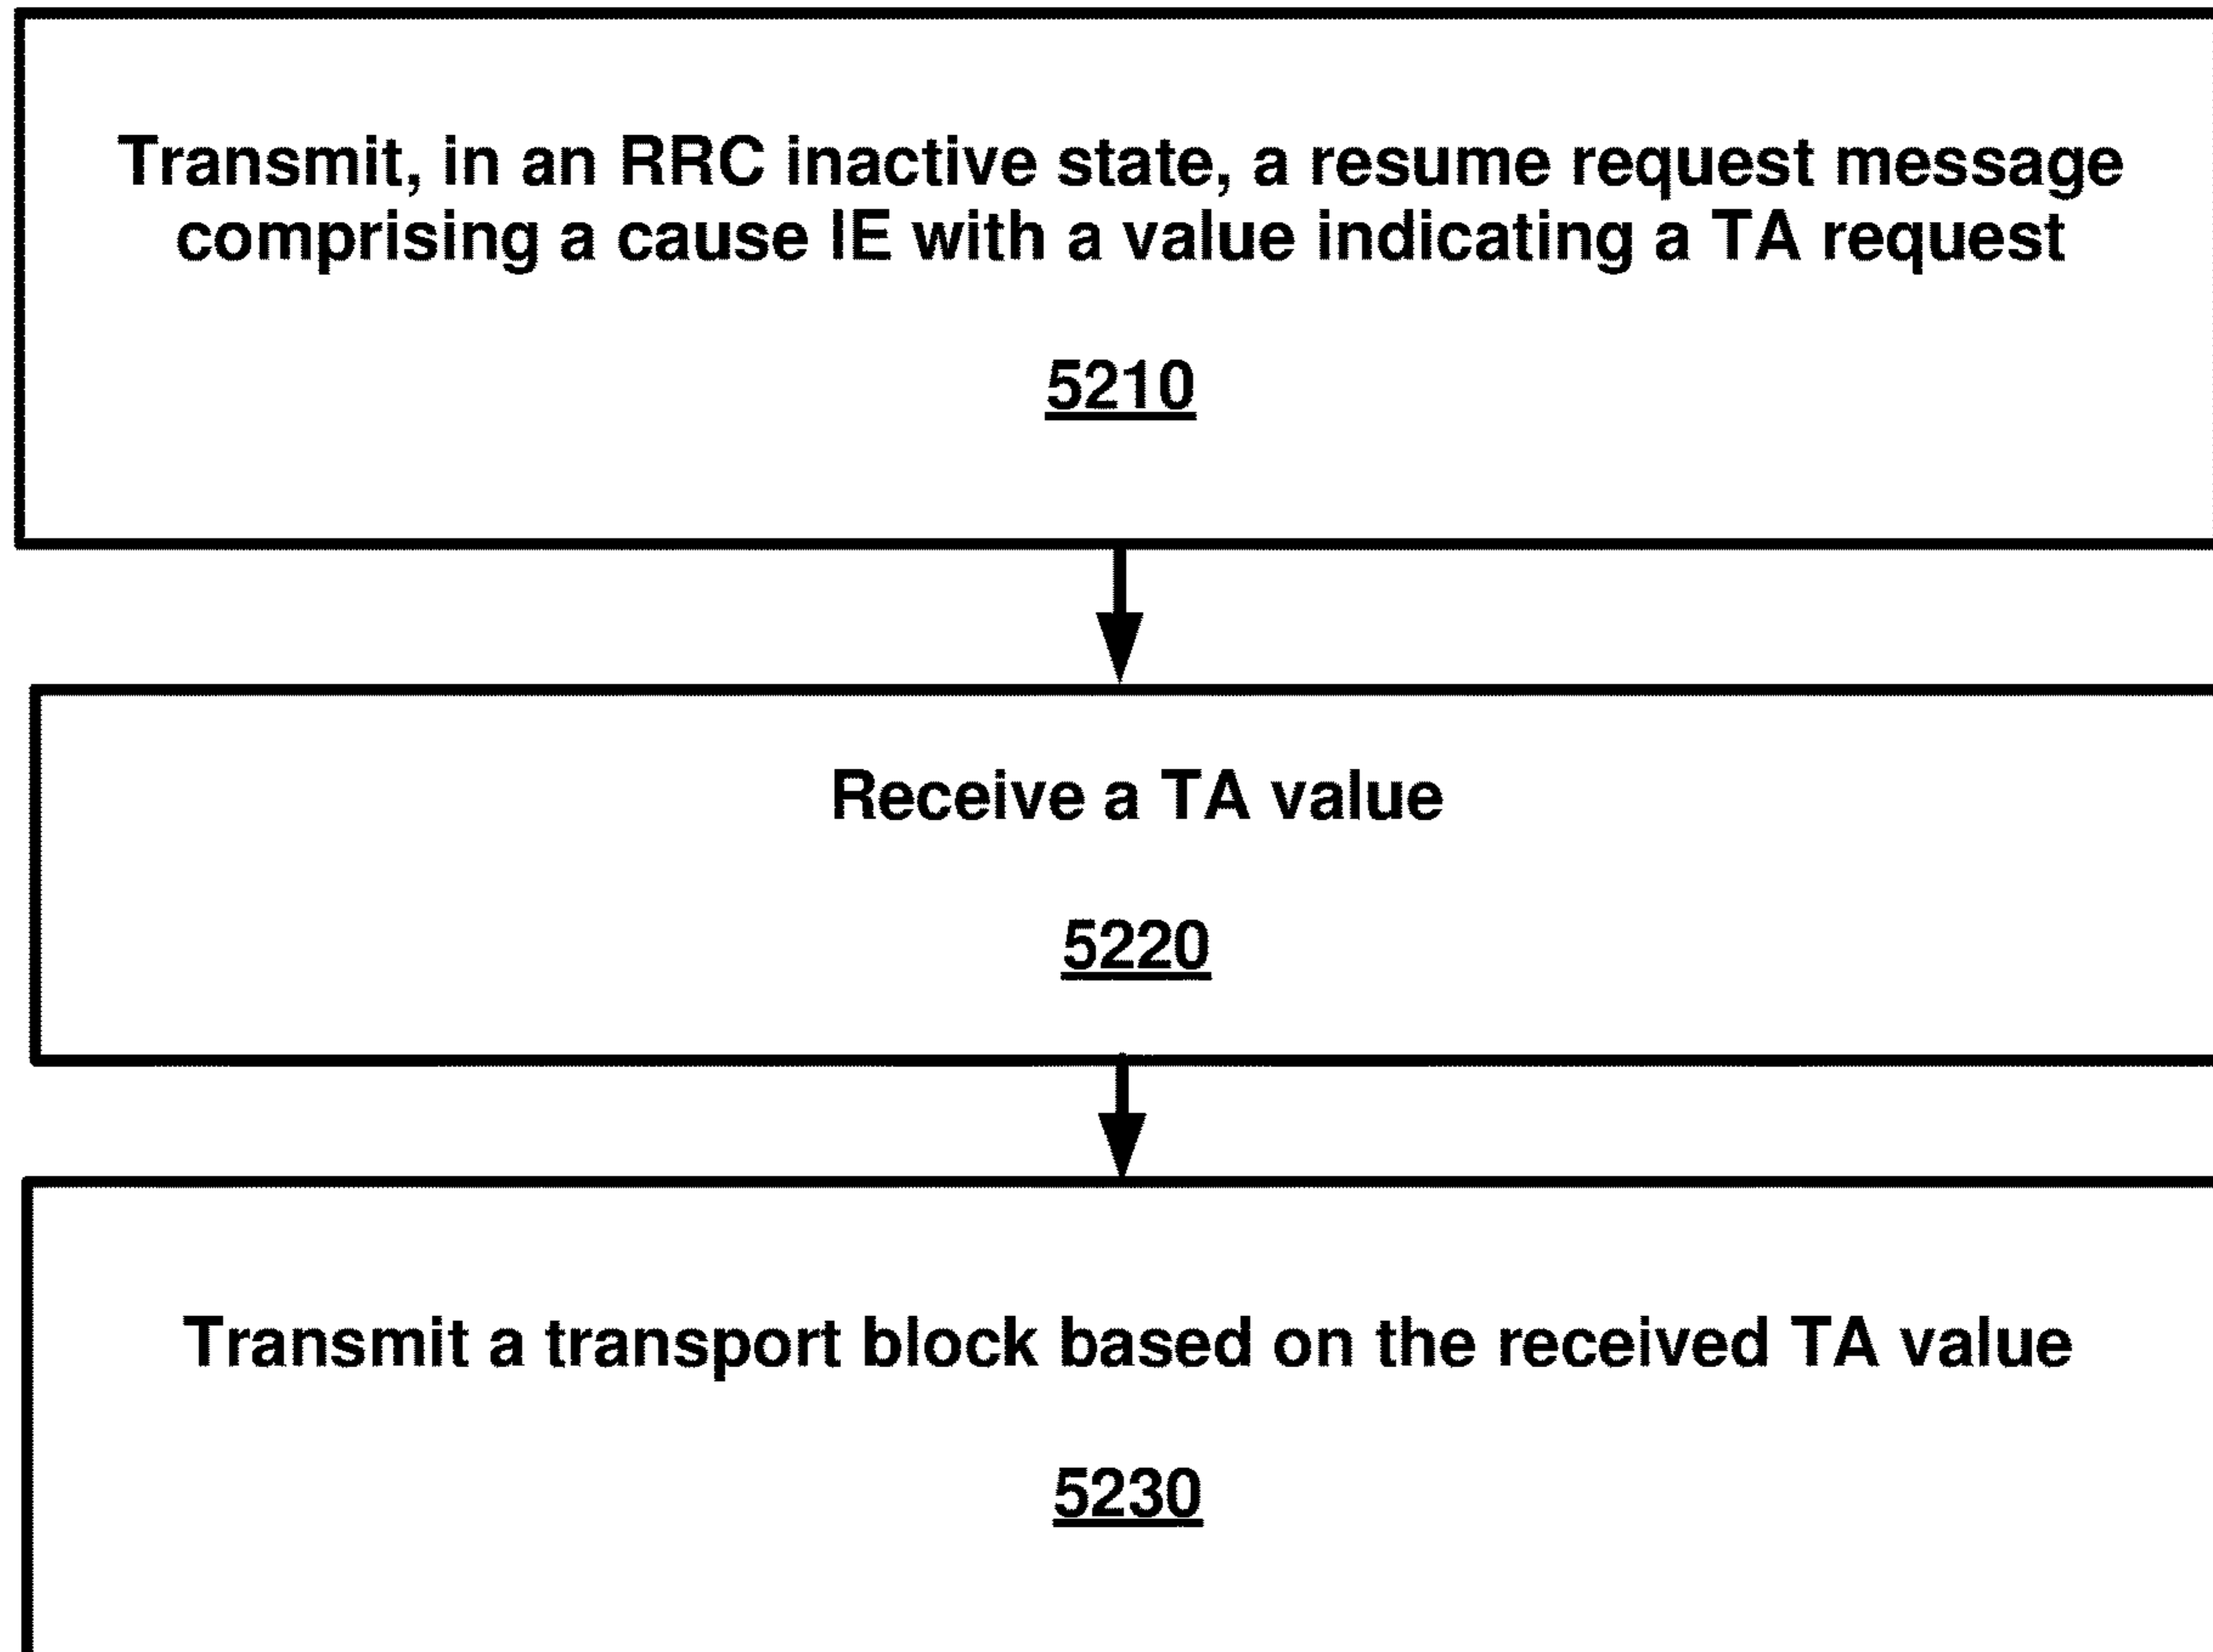 Transmit, in an RRC inactive state, a resume request message
comprising a cause IE with a value indicating a TA request
5210
Receive a TA value
5220
Transmit a transport block based on the received TA value
5230